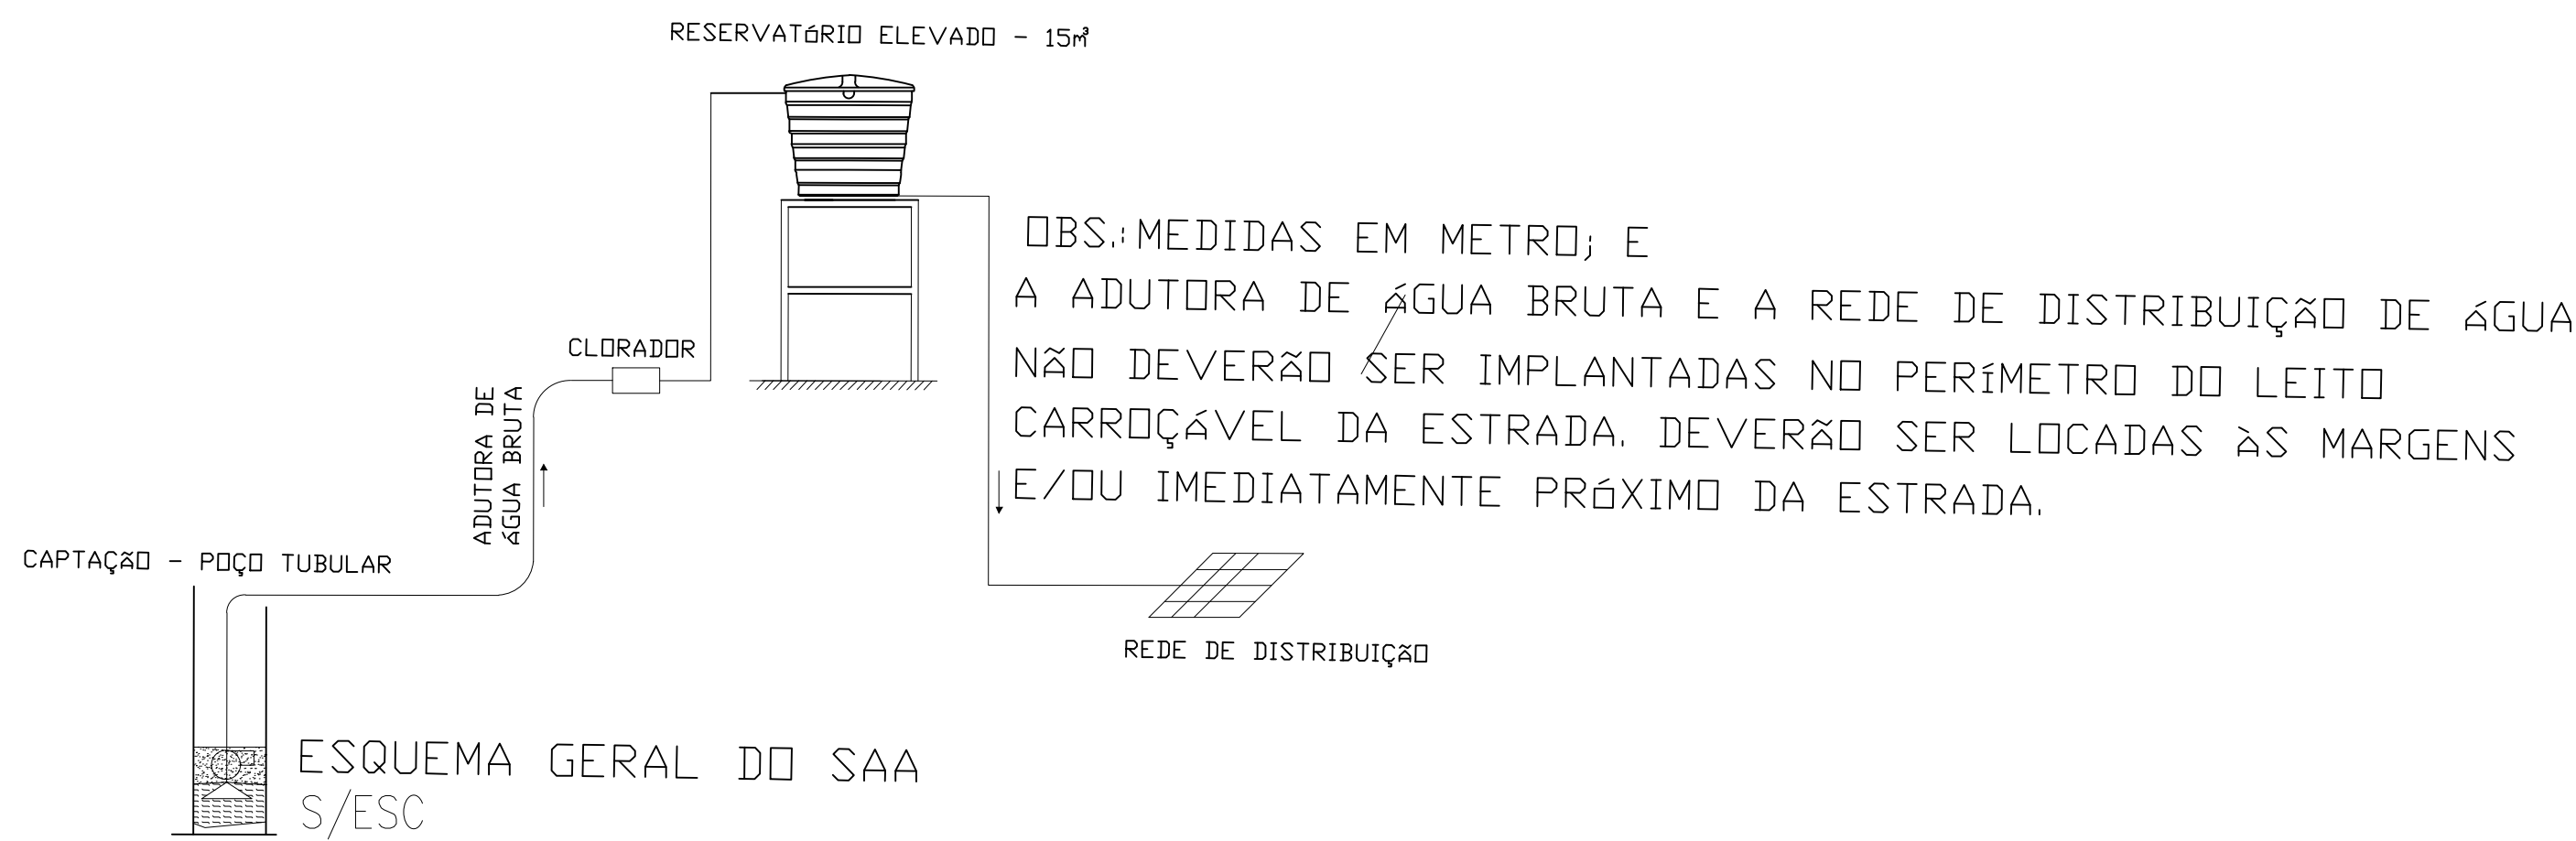 RESERVATÓRIO ELEVADO - 15m³
OBS.:MEDIDAS EM METRO; E
A ADUTORA DE ÁGUA BRUTA E A REDE DE DISTRIBUIÇÃO DE ÁGUA
NÃO DEVERÃO SER IMPLANTADAS NO PERÍMETRO DO LEITO
CARROÇÁVEL DA ESTRADA. DEVERÃO SER LOCADAS ÀS MARGENS
E/OU IMEDIATAMENTE PRÓXIMO DA ESTRADA.
CLORADOR
ADUTORA DE
ÁGUA BRUTA
CAPTAÇÃO - POÇO TUBULAR
REDE DE DISTRIBUIÇÃO
ESQUEMA GERAL DO SAA
S/ESC